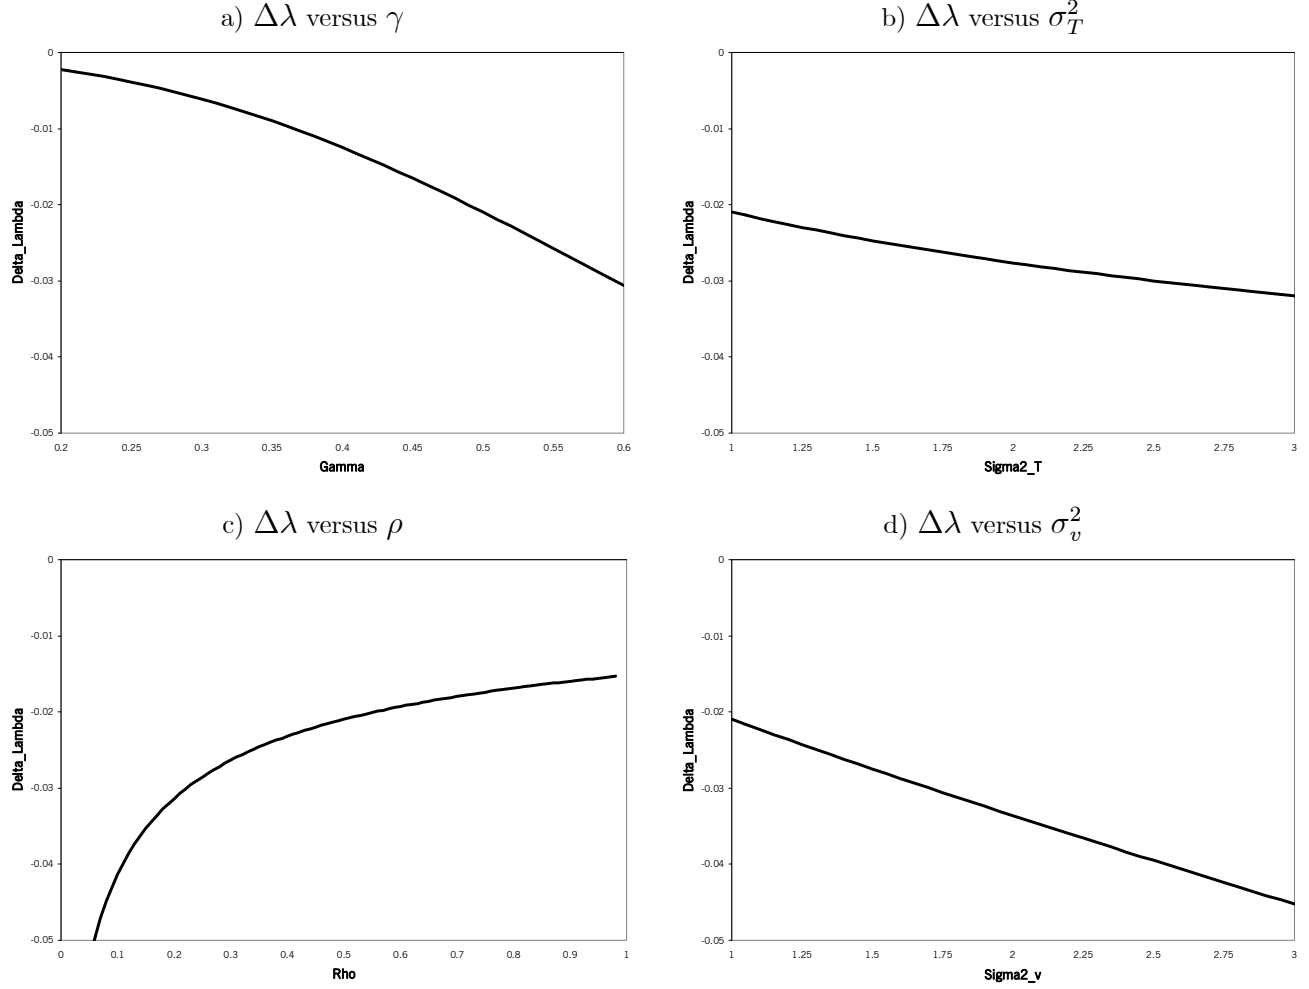 a) Δλ versus γ
0
-0.01
-0.02
-0.03
-0.04
-0.05
0.2 0.25 0.3 0.35 0.4 0.45 0.5 0.55 0.6
Delta_Lambda
Gamma
b) Δλ versus σ²_T
0
-0.01
-0.02
-0.03
-0.04
-0.05
1 1.25 1.5 1.75 2 2.25 2.5 2.75 3
Delta_Lambda
Sigma2_T
c) Δλ versus ρ
0
-0.01
-0.02
-0.03
-0.04
-0.05
0 0.1 0.2 0.3 0.4 0.5 0.6 0.7 0.8 0.9 1
Delta_Lambda
Rho
d) Δλ versus σ²_v
0
-0.01
-0.02
-0.03
-0.04
-0.05
1 1.25 1.5 1.75 2 2.25 2.5 2.75 3
Delta_Lambda
Sigma2_v